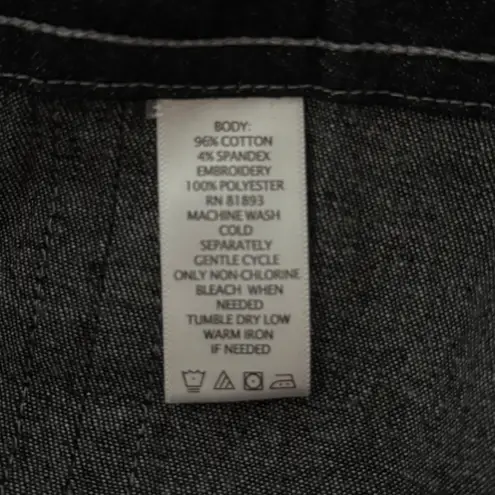 BODY:
96% COTTON
4% SPANDEX
EMBROIDERY
100% POLYESTER
RN 81893
MACHINE WASH
COLD
SEPARATELY
GENTLE CYCLE
ONLY NON-CHLORINE
BLEACH WHEN
NEEDED
TUMBLE DRY LOW
WARM IRON
IF NEEDED